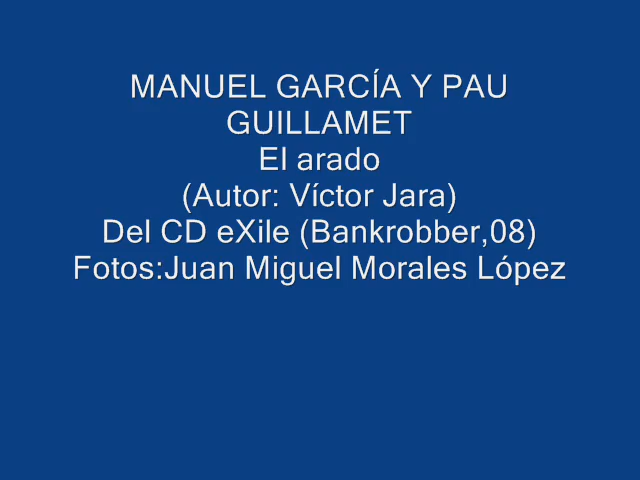 MANUEL GARCÍA Y PAU
GUILLAMET
El arado
(Autor: Víctor Jara)
Del CD eXile (Bankrobber,08)
Fotos:Juan Miguel Morales López